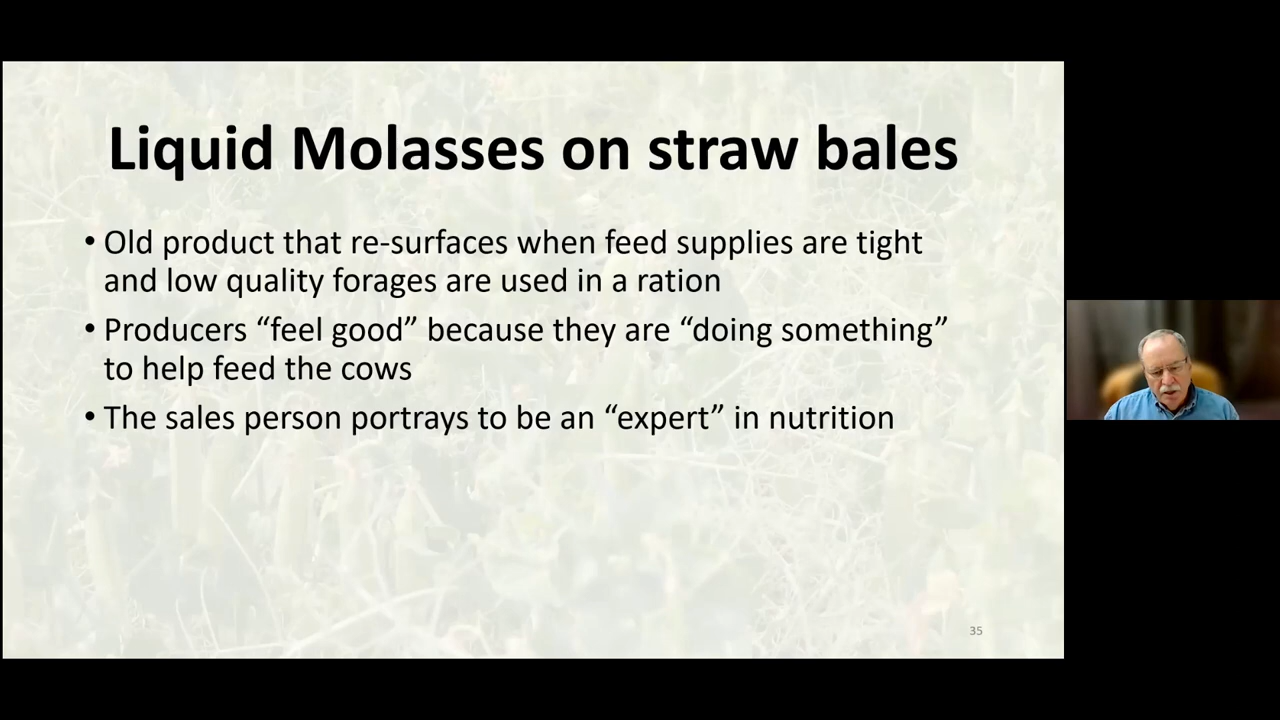 Liquid Molasses on straw bales
• Old product that re-surfaces when feed supplies are tight
and low quality forages are used in a ration
• Producers “feel good” because they are “doing something”
to help feed the cows
• The sales person portrays to be an “expert” in nutrition
35